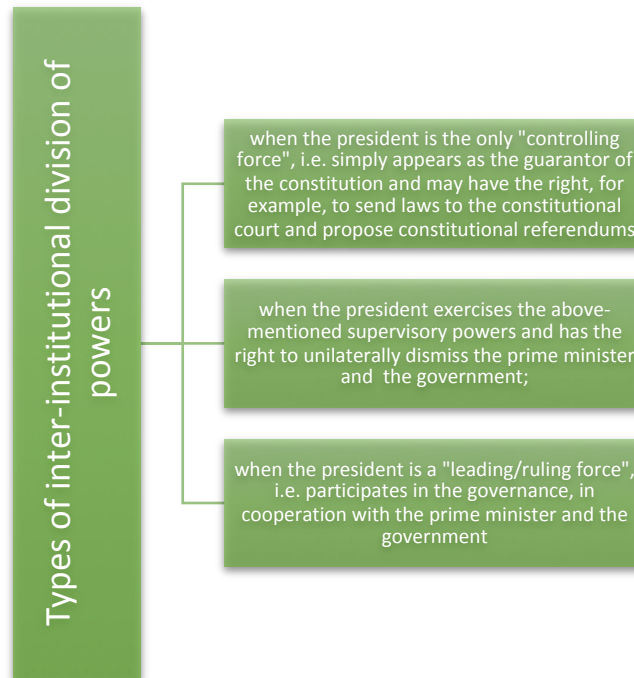 Types of inter-institutional division of
powers
when the president is the only "controlling
force", i.e. simply appears as the guarantor of
the constitution and may have the right, for
example, to send laws to the constitutional
court and propose constitutional referendums
when the president exercises the above-
mentioned supervisory powers and has the
right to unilaterally dismiss the prime minister
and the government;
when the president is a "leading/ruling force",
i.e. participates in the governance, in
cooperation with the prime minister and the
government